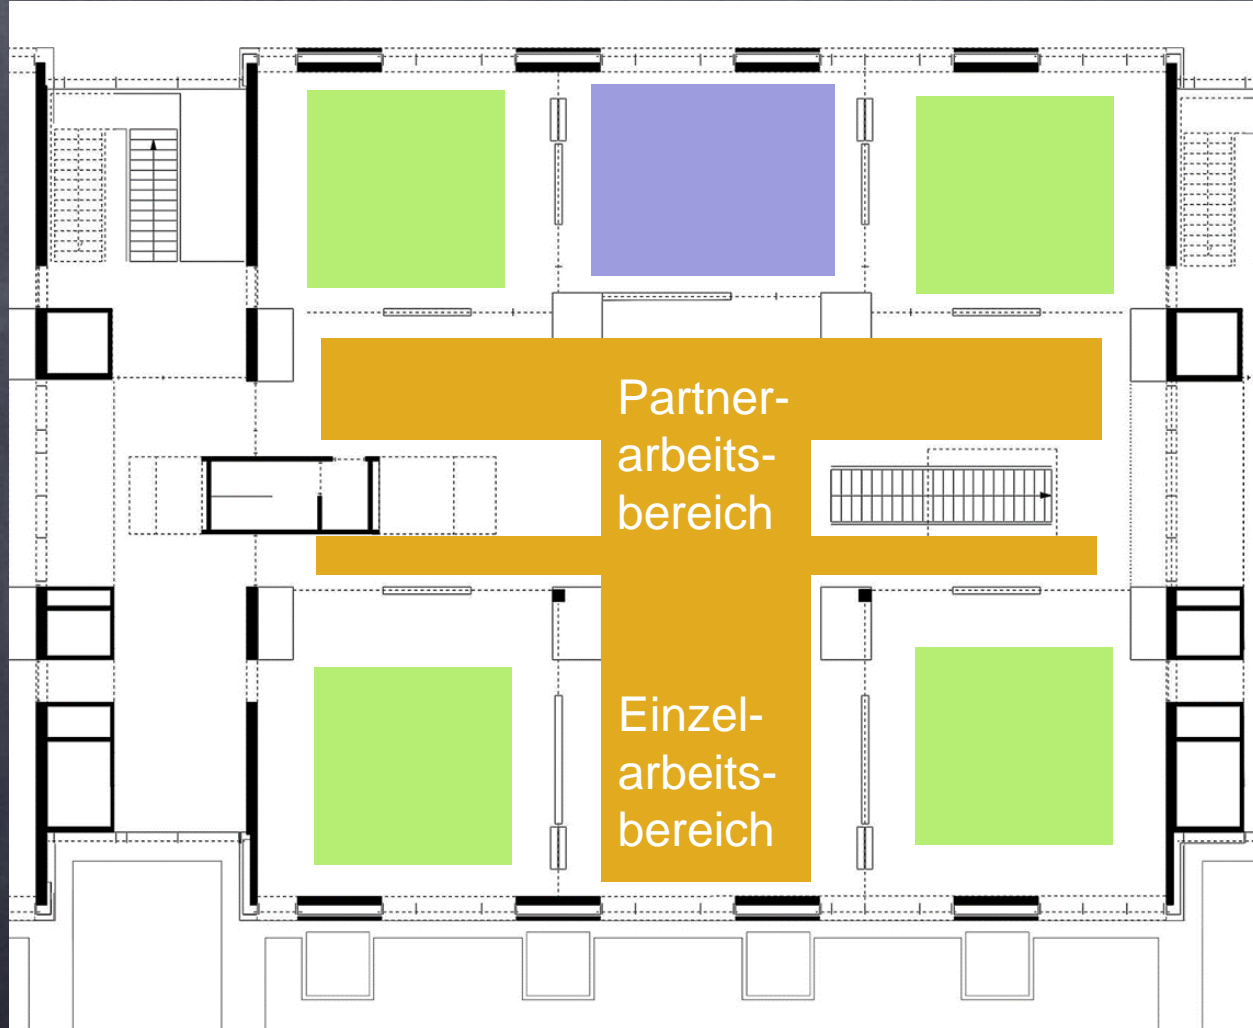 Partner-
arbeits-
bereich
Einzel-
arbeits-
bereich